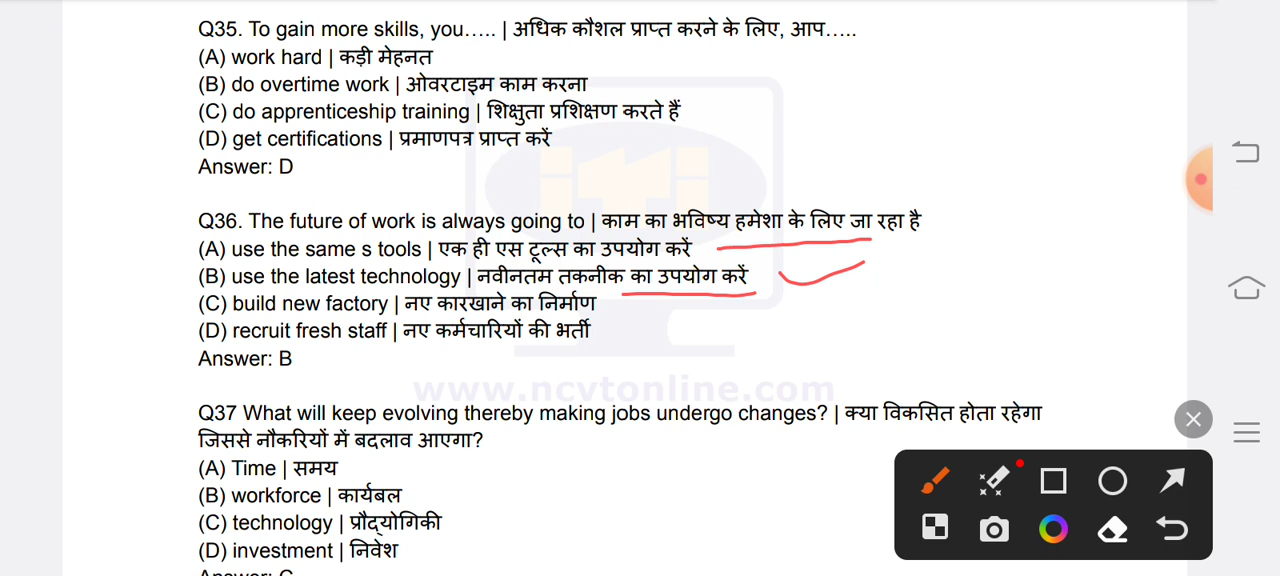 Q35. To gain more skills, you..... | अधिक कौशल प्राप्त करने के लिए, आप.....
(A) work hard | कड़ी मेहनत
(B) do overtime work | ओवरटाइम काम करना
(C) do apprenticeship training | शिक्षुता प्रशिक्षण करते हैं
(D) get certifications | प्रमाणपत्र प्राप्त करें
Answer: D
iTi
Q36. The future of work is always going to | काम का भविष्य हमेशा के लिए जा रहा है
(A) use the same s tools | एक ही एस टूल्स का उपयोग करें
(B) use the latest technology | नवीनतम तकनीक का उपयोग करें
(C) build new factory | नए कारखाने का निर्माण
(D) recruit fresh staff | नए कर्मचारियों की भर्ती
Answer: B
www.ncvtonline.com
Q37 What will keep evolving thereby making jobs undergo changes? | क्या विकसित होता रहेगा
जिससे नौकरियों में बदलाव आएगा?
(A) Time | समय
(B) workforce | कार्यबल
(C) technology | प्रौद्योगिकी
(D) investment | निवेश
Answer: C